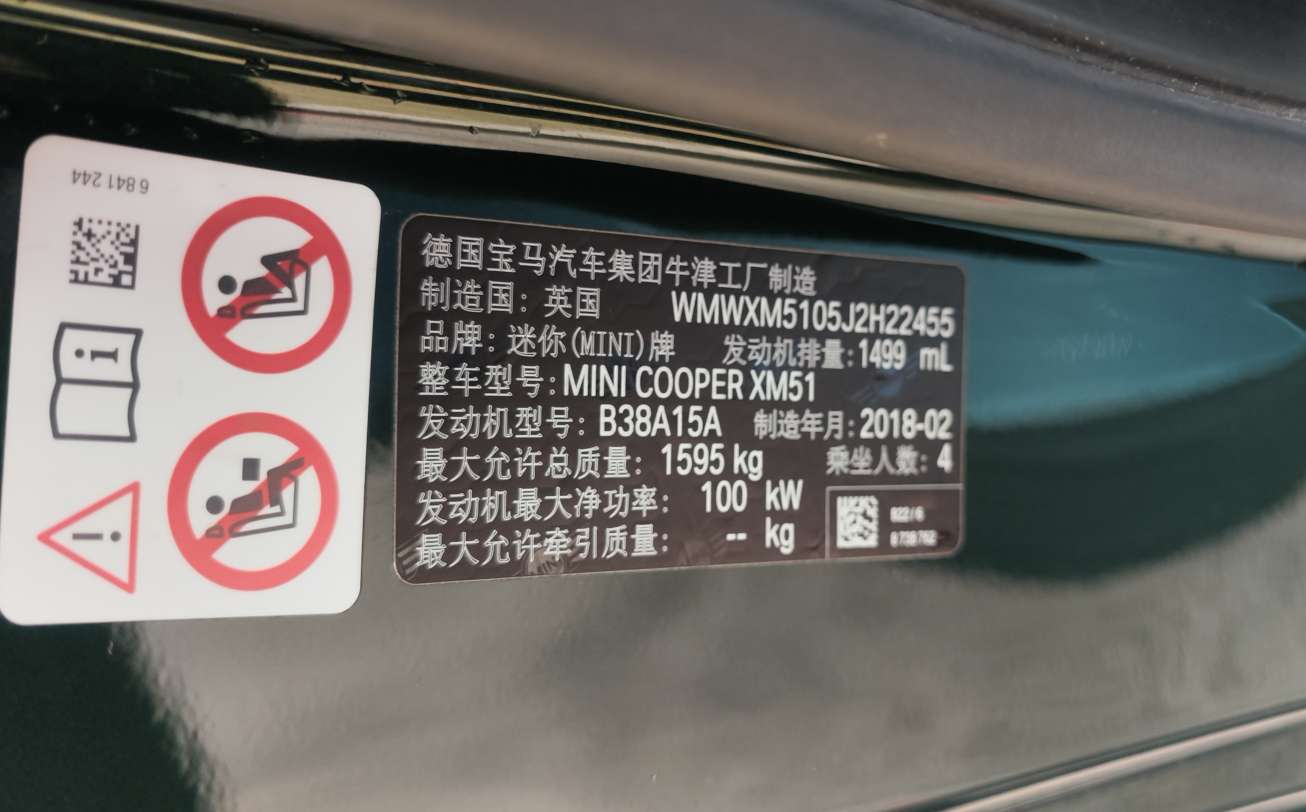 6 841 244
德国宝马汽车集团牛津工厂制造
制造国：英国 WMWXM5105J2H22455
品牌：迷你(MINI)牌 发动机排量：1499 mL
整车型号：MINI COOPER XM51
发动机型号：B38A15A 制造年月：2018-02
最大允许总质量：1595 kg 乘坐人数：4
发动机最大净功率：100 kW
最大允许牵引质量：-- kg
822/6
8738762